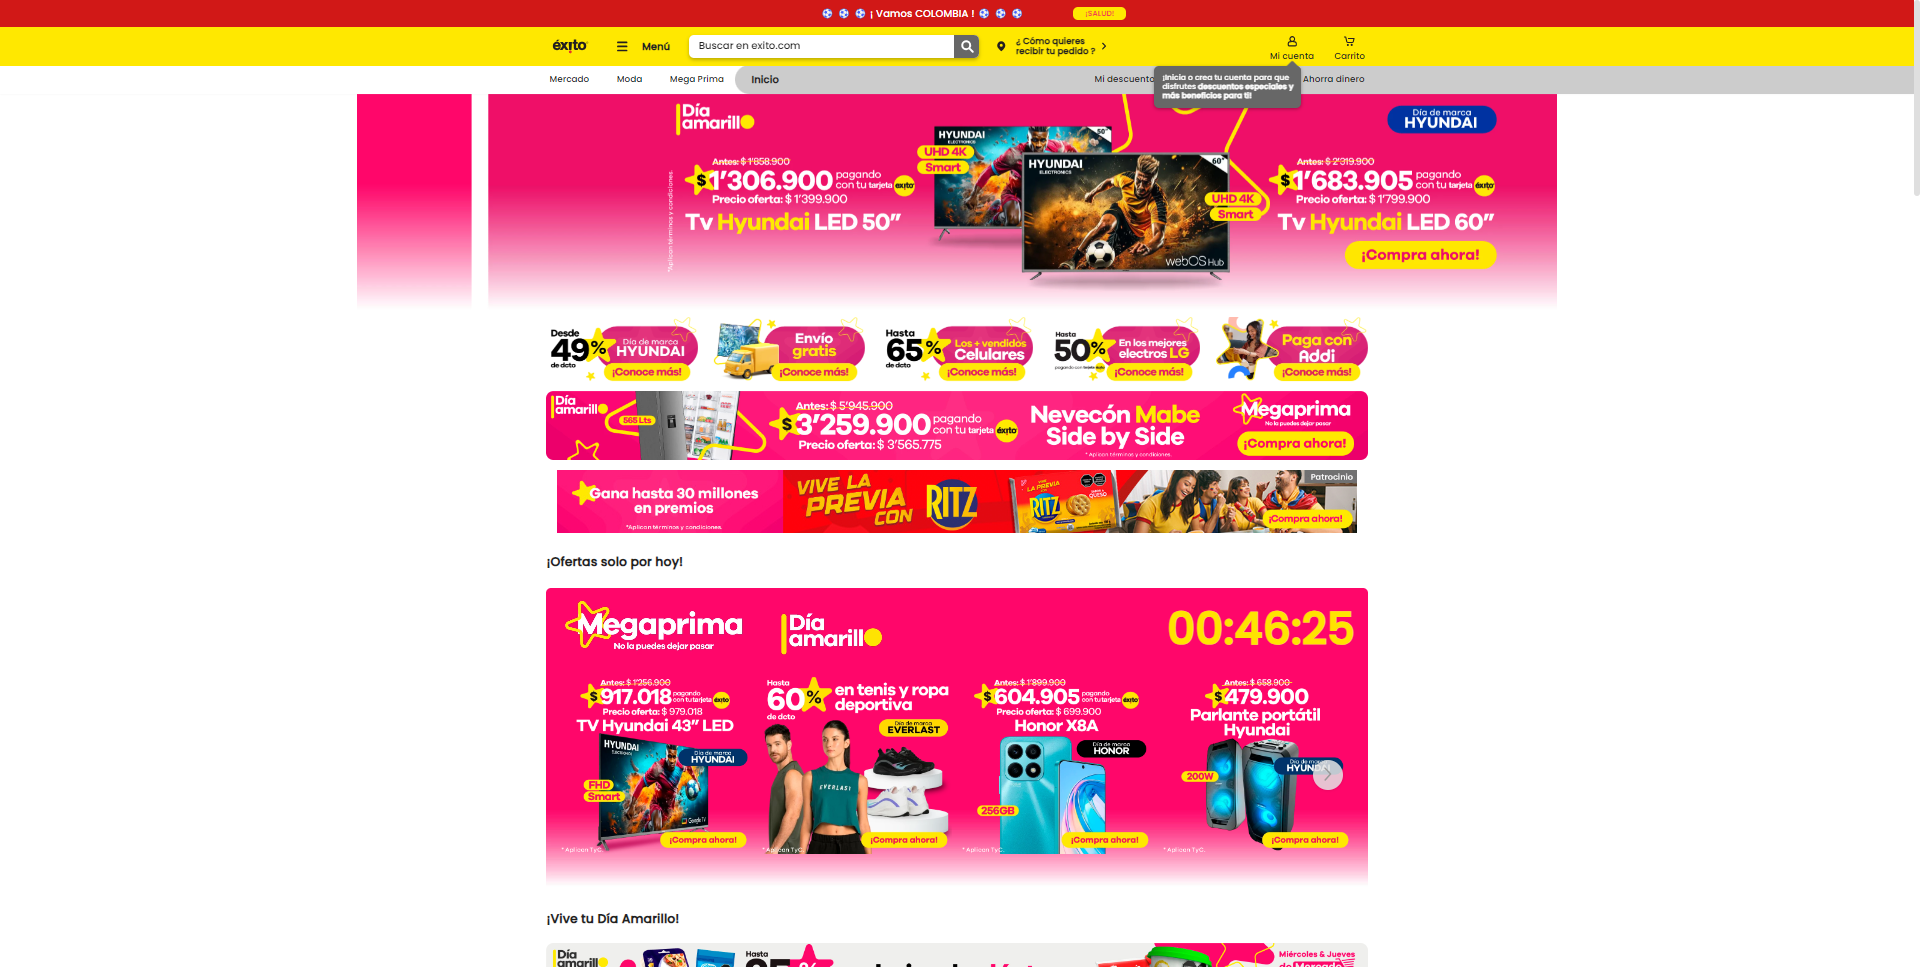 ¡ Vamos COLOMBIA !
¡SALUD!
éxito
Menú
Buscar en exito.com
¿ Cómo quieres
recibir tu pedido ?
Mi cuenta
Carrito
Mercado
Moda
Mega Prima
Inicio
Mi descuento
Ahorra dinero
¡Inicia o crea tu cuenta para que
disfrutes descuentos especiales y
más beneficios para ti!
Día
amarillo
Antes: $ 1'658.900
$1'306.900 pagando
con tu tarjeta éxito
Precio oferta: $ 1'399.900
Tv Hyundai LED 50"
*Aplican términos y condiciones.
HYUNDAI
ELECTRONICS
50"
UHD 4K
Smart
HYUNDAI
ELECTRONICS
60"
UHD 4K
Smart
webOS Hub
Día de marca
HYUNDAI
Antes: $ 2'319.900
$1'683.905 pagando
con tu tarjeta éxito
Precio oferta: $ 1'799.900
Tv Hyundai LED 60"
¡Compra ahora!
Desde
49%
de dcto
Día de marca
HYUNDAI
¡Conoce más!
Envío
gratis
¡Conoce más!
Hasta
65%
de dcto
Los + vendidos
Celulares
¡Conoce más!
Hasta
50%
pagando con tarjeta éxito
En los mejores
electros LG
¡Conoce más!
Paga con
Addi
¡Conoce más!
Día
amarillo
565 Lts
Antes: $ 5'945.900
$3'259.900 pagando
con tu tarjeta éxito
Precio oferta: $ 3'565.775
Nevecón Mabe
Side by Side
* Aplican términos y condiciones.
Megaprima
No la puedes dejar pasar
¡Compra ahora!
Gana hasta 30 millones
en premios
*Aplican términos y condiciones.
VIVE LA
PREVIA
CON
RITZ
VIVE LA
PREVIA
RITZ
QUESO
Patrocinio
¡Compra ahora!
¡Ofertas solo por hoy!
Megaprima
No la puedes dejar pasar
Día
amarillo
00:46:25
Antes: $ 1'256.900
$917.018 pagando
con tu tarjeta éxito
Precio oferta: $ 979.018
TV Hyundai 43" LED
HYUNDAI
Día de marca
HYUNDAI
FHD
Smart
Google TV
¡Compra ahora!
* Aplican TyC.
Hasta
60%
de dcto
en tenis y ropa
deportiva
Día de marca
EVERLAST
EVERLAST
¡Compra ahora!
* Aplican TyC.
Antes: $ 1'899.900
$604.905 pagando
con tu tarjeta éxito
Precio oferta: $ 699.900
Honor X8A
Día de marca
HONOR
256GB
¡Compra ahora!
* Aplican TyC.
Antes: $ 658.900
$479.900
Parlante portátil
Hyundai
200W
Día de marca
HYUNDAI
¡Compra ahora!
* Aplican TyC.
¡Vive tu Día Amarillo!
Día
amarillo
Hasta
Miércoles & Jueves
de Mercado